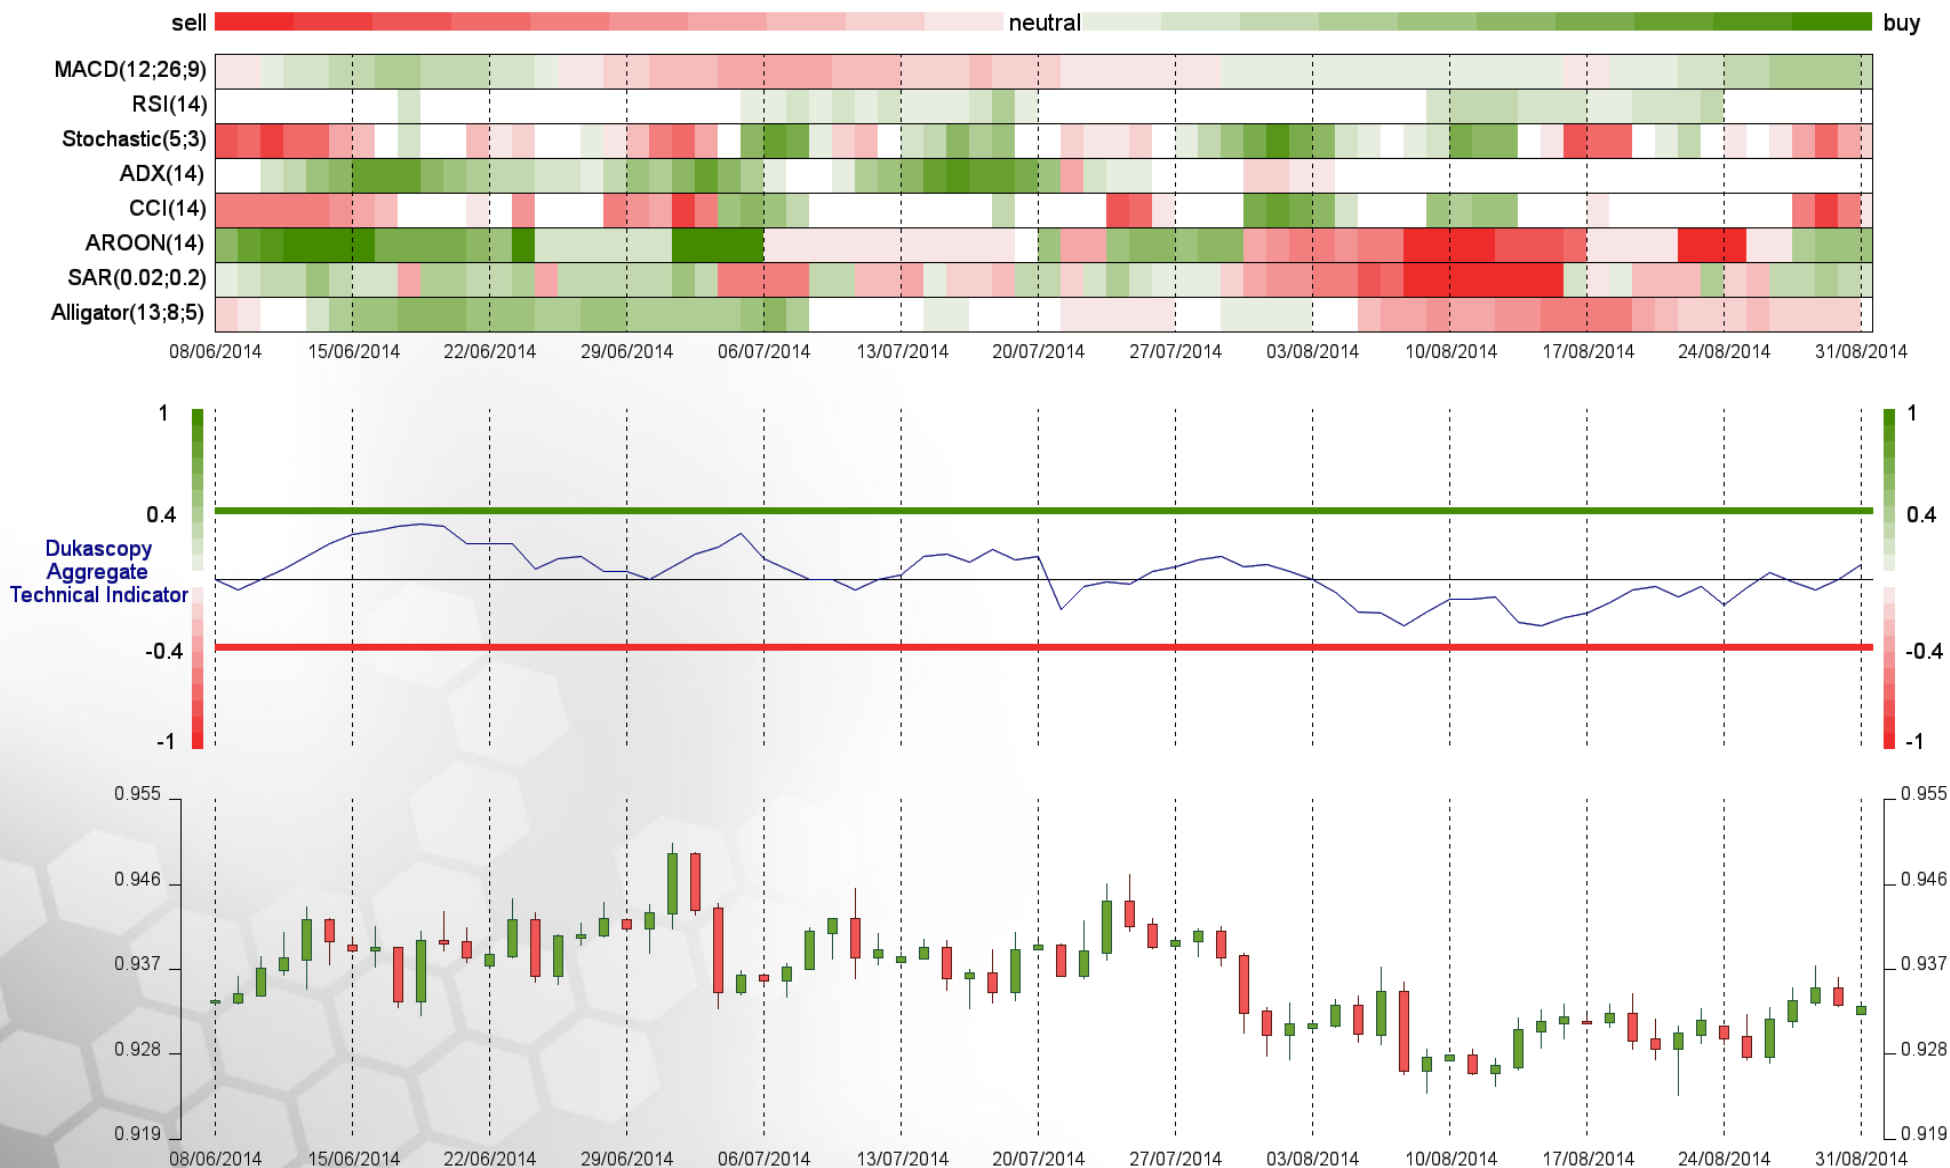 sell neutral buy
MACD(12;26;9)
RSI(14)
Stochastic(5;3)
ADX(14)
CCI(14)
AROON(14)
SAR(0.02;0.2)
Alligator(13;8;5)
08/06/2014 15/06/2014 22/06/2014 29/06/2014 06/07/2014 13/07/2014 20/07/2014 27/07/2014 03/08/2014 10/08/2014 17/08/2014 24/08/2014 31/08/2014
1 1
0.4 0.4
Dukascopy
Aggregate
Technical Indicator
-0.4 -0.4
-1 -1
0.955 0.955
0.946 0.946
0.937 0.937
0.928 0.928
0.919 0.919
08/06/2014 15/06/2014 22/06/2014 29/06/2014 06/07/2014 13/07/2014 20/07/2014 27/07/2014 03/08/2014 10/08/2014 17/08/2014 24/08/2014 31/08/2014